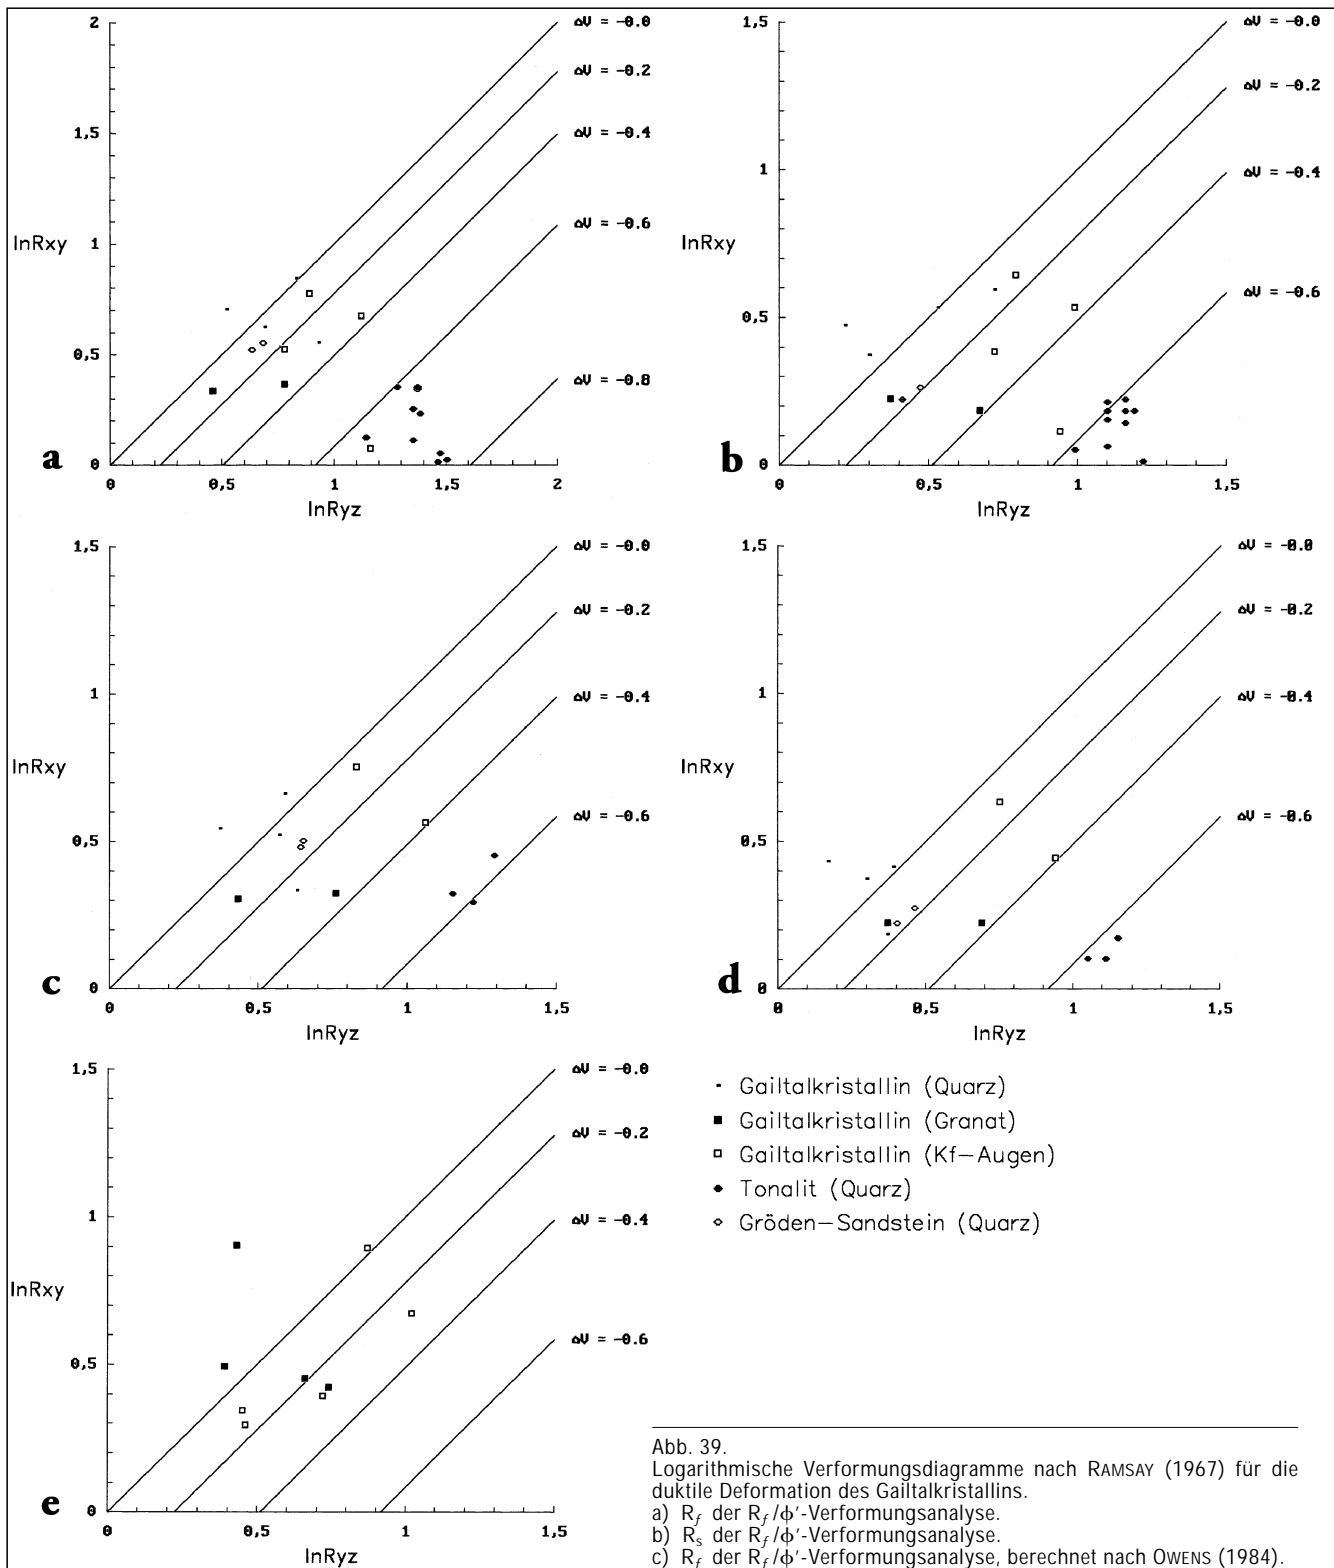 2
1,5
1
0,5
0
lnRxy
0
0,5
1
1,5
2
lnRyz
ΔV = -0.0
ΔV = -0.2
ΔV = -0.4
ΔV = -0.6
ΔV = -0.8
a
1,5
1
0,5
0
lnRxy
0
0,5
1
1,5
lnRyz
ΔV = -0.0
ΔV = -0.2
ΔV = -0.4
ΔV = -0.6
b
1,5
1
0,5
0
lnRxy
0
0,5
1
1,5
lnRyz
ΔV = -0.0
ΔV = -0.2
ΔV = -0.4
ΔV = -0.6
c
1,5
1
0,5
0
lnRxy
0
0,5
1
1,5
lnRyz
ΔV = -0.0
ΔV = -0.2
ΔV = -0.4
ΔV = -0.6
d
1,5
1
0,5
0
lnRxy
0
0,5
1
1,5
lnRyz
ΔV = -0.0
ΔV = -0.2
ΔV = -0.4
ΔV = -0.6
e
Gailtalkristallin (Quarz)
Gailtalkristallin (Granat)
Gailtalkristallin (Kf-Augen)
Tonalit (Quarz)
Gröden-Sandstein (Quarz)
Abb. 39.
Logarithmische Verformungsdiagramme nach RAMSAY (1967) für die
duktile Deformation des Gailtalkristallins.
a) Rf der Rf/ϕ'-Verformungsanalyse.
b) Rs der Rf/ϕ'-Verformungsanalyse.
c) Rf der Rf/ϕ'-Verformungsanalyse, berechnet nach OWENS (1984).